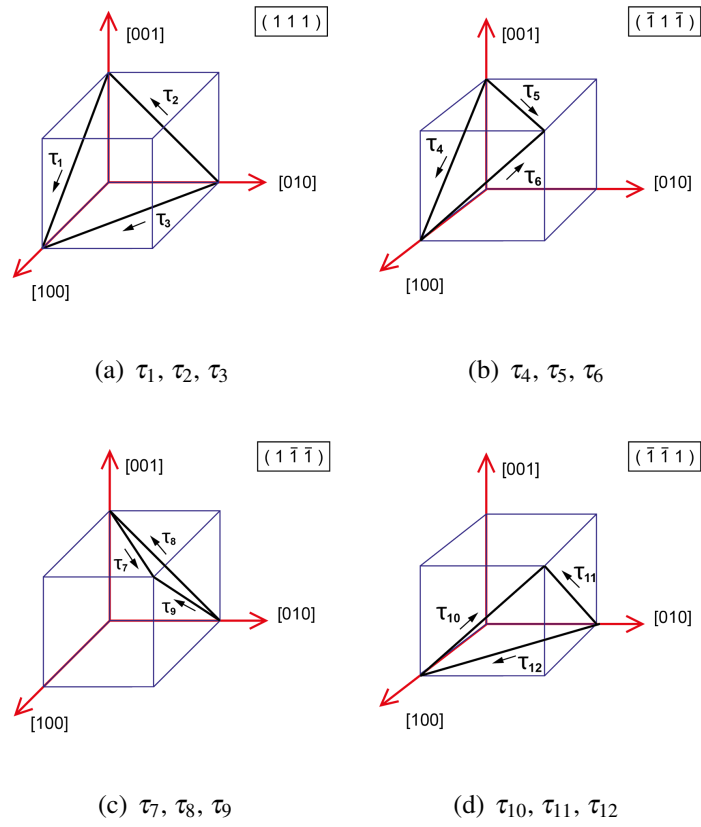 [001]
( 1 1 1 )
τ₂
τ₁
[010]
τ₃
[100]
(a) τ₁, τ₂, τ₃
[001]
( 1̄ 1 1̄ )
τ₅
τ₄
τ₆
[010]
[100]
(b) τ₄, τ₅, τ₆
[001]
( 1 1̄ 1̄ )
τ₈
τ₇
τ₉
[010]
[100]
(c) τ₇, τ₈, τ₉
[001]
( 1̄ 1̄ 1 )
τ₁₁
τ₁₀
[010]
τ₁₂
[100]
(d) τ₁₀, τ₁₁, τ₁₂